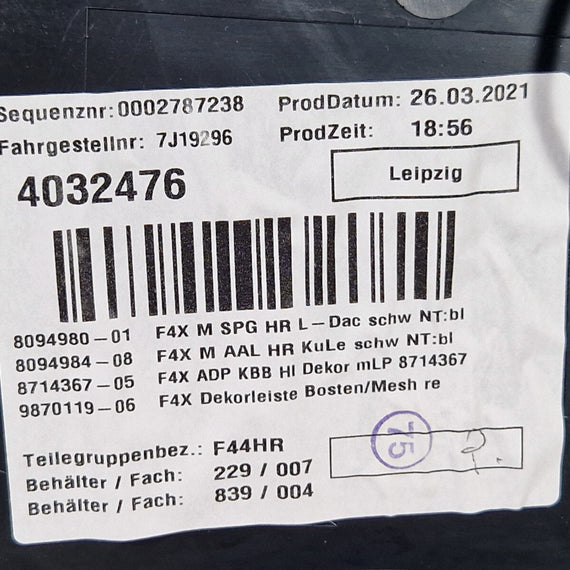 Sequenznr: 0002787238 ProdDatum: 26.03.2021
Fahrgestellnr: 7J19296 ProdZeit: 18:56
4032476 Leipzig
8094980-01 F4X M SPG HR L-Dac schw NT:bl
8094984-08 F4X M AAL HR KuLe schw NT:bl
8714367-05 F4X ADP KBB HI Dekor mLP 8714367
9870119-06 F4X Dekorleiste Bosten/Mesh re
Teilegruppenbez.: F44HR
Behälter / Fach: 229 / 007
Behälter / Fach: 839 / 004
75